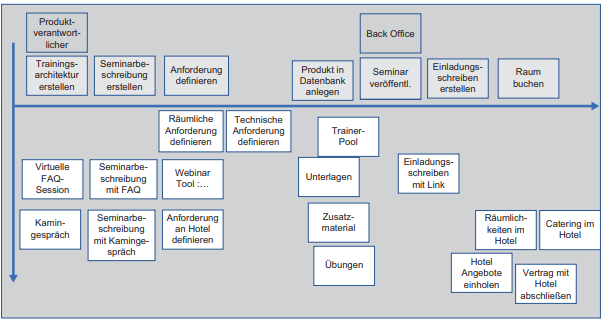 Produkt-
verantwort-
licher
Back Office
Trainings-
architektur
erstellen
Seminarbe-
schreibung
erstellen
Anforderung
definieren
Produkt in
Datenbank
anlegen
Seminar
veröffentl.
Einladungs-
schreiben
erstellen
Raum
buchen
Räumliche
Anforderung
definieren
Technische
Anforderung
definieren
Trainer-
Pool
Virtuelle
FAQ-
Session
Seminarbe-
schreibung
mit FAQ
Webinar
Tool :…
Unterlagen
Einladungs-
schreiben
mit Link
Kamin-
gespräch
Seminarbe-
schreibung
mit Kaminge-
spräch
Anforderung
an Hotel
definieren
Zusatz-
material
Räumlich-
keiten im
Hotel
Catering im
Hotel
Übungen
Hotel
Angebote
einholen
Vertrag mit
Hotel
abschließen